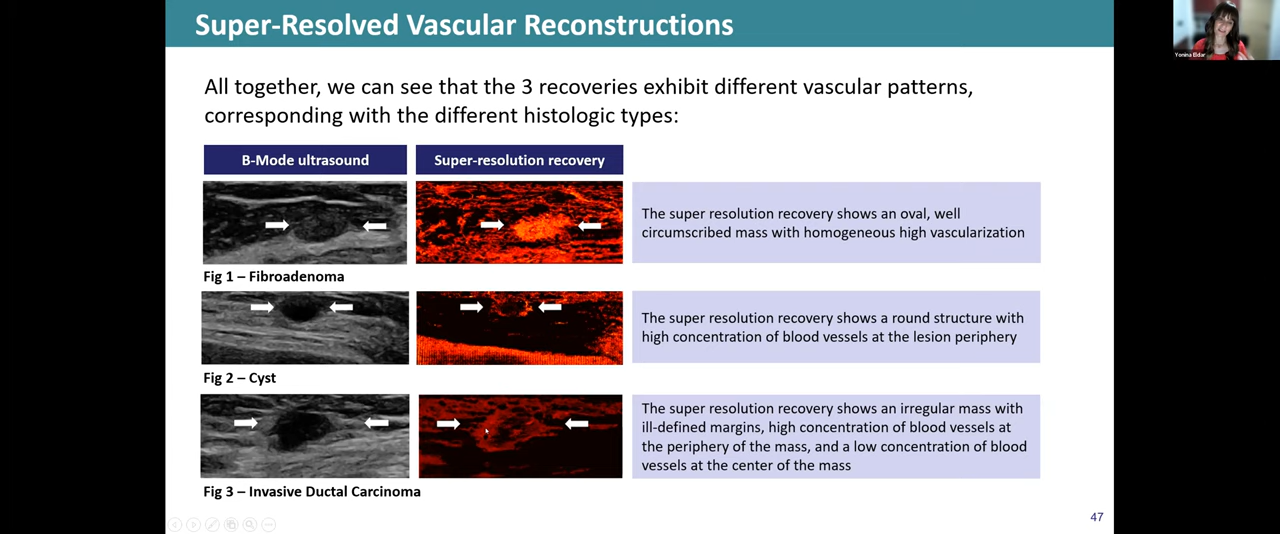 Super-Resolved Vascular Reconstructions
Yonina Eldar
All together, we can see that the 3 recoveries exhibit different vascular patterns,
corresponding with the different histologic types:
B-Mode ultrasound
Super-resolution recovery
The super resolution recovery shows an oval, well
circumscribed mass with homogeneous high vascularization
Fig 1 – Fibroadenoma
The super resolution recovery shows a round structure with
high concentration of blood vessels at the lesion periphery
Fig 2 – Cyst
The super resolution recovery shows an irregular mass with
ill-defined margins, high concentration of blood vessels at
the periphery of the mass, and a low concentration of blood
vessels at the center of the mass
Fig 3 – Invasive Ductal Carcinoma
47